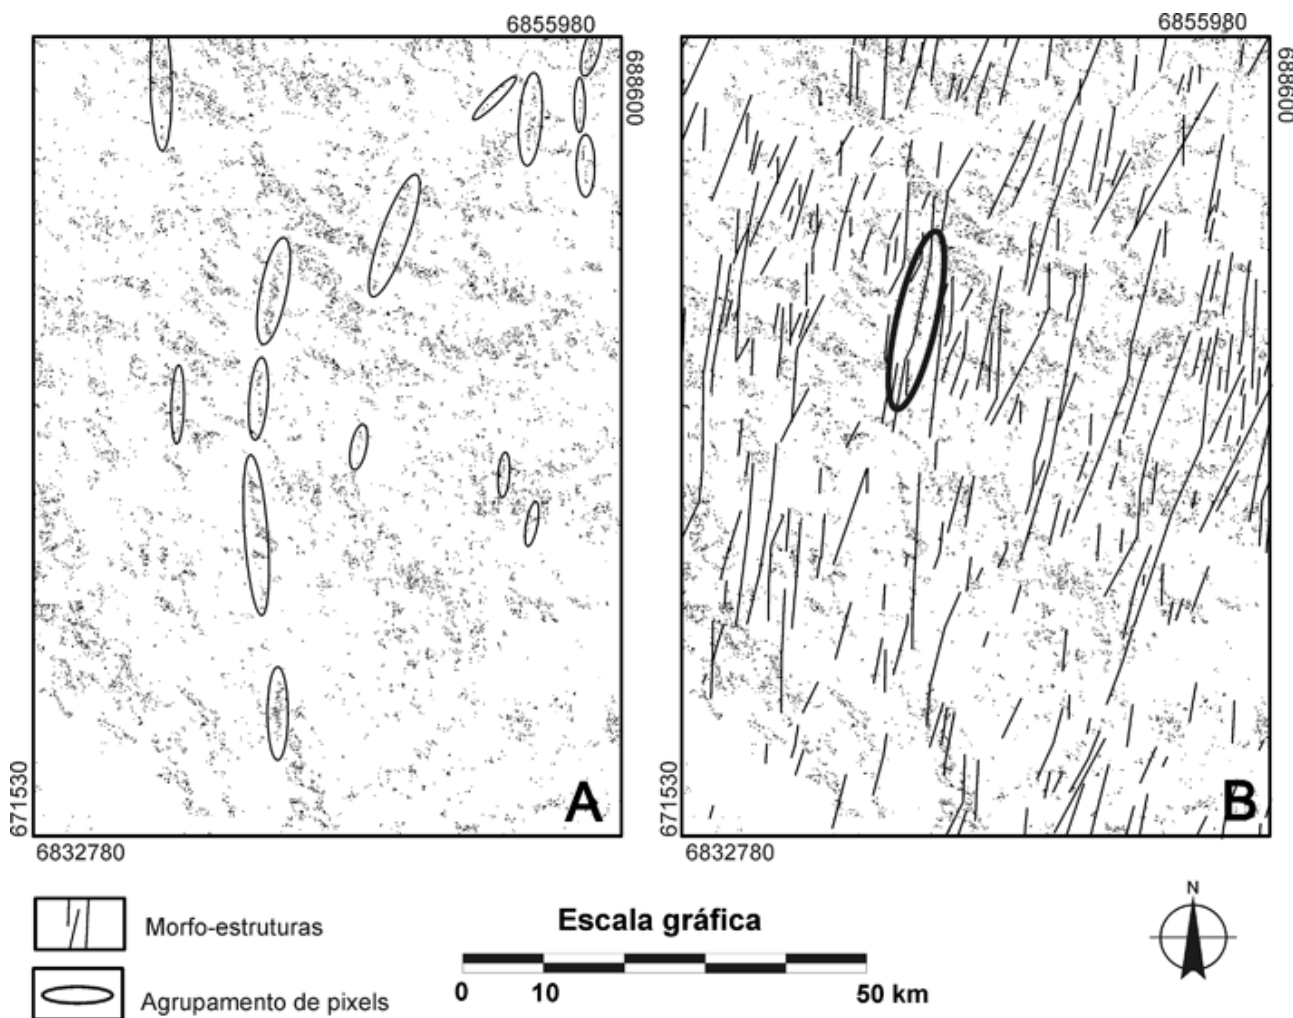 6855980
6855980
688600
688600
671530
A
671530
B
6832780
6832780
Morfo-estruturas
Escala gráfica
N
Agrupamento de pixels
0 10 50 km